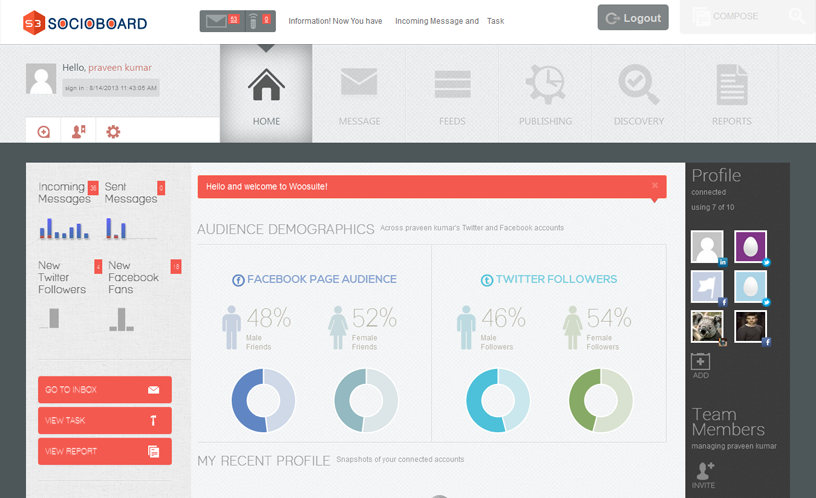 SOCIOBOARD
53
0
Information! Now You have Incoming Message and Task
Logout
COMPOSE
Hello, praveen kumar
sign in : 8/14/2013 11:43:05 AM
HOME
MESSAGE
FEEDS
PUBLISHING
DISCOVERY
REPORTS
Incoming
Messages
Sent
Messages
0
New
Twitter
Followers
New
Facebook
Fans
GO TO INBOX
VIEW TASK
VIEW REPORT
Hello and welcome to Woosuite!
AUDIENCE DEMOGRAPHICS Across praveen kumar's Twitter and Facebook accounts
FACEBOOK PAGE AUDIENCE
48%
Male
Friends
52%
Female
Friends
TWITTER FOLLOWERS
46%
Male
Followers
54%
Female
Followers
MY RECENT PROFILE Snapshots of your connected accounts
Profile
connected
using 7 of 10
ADD
Team
Members
managing praveen kumar
INVITE